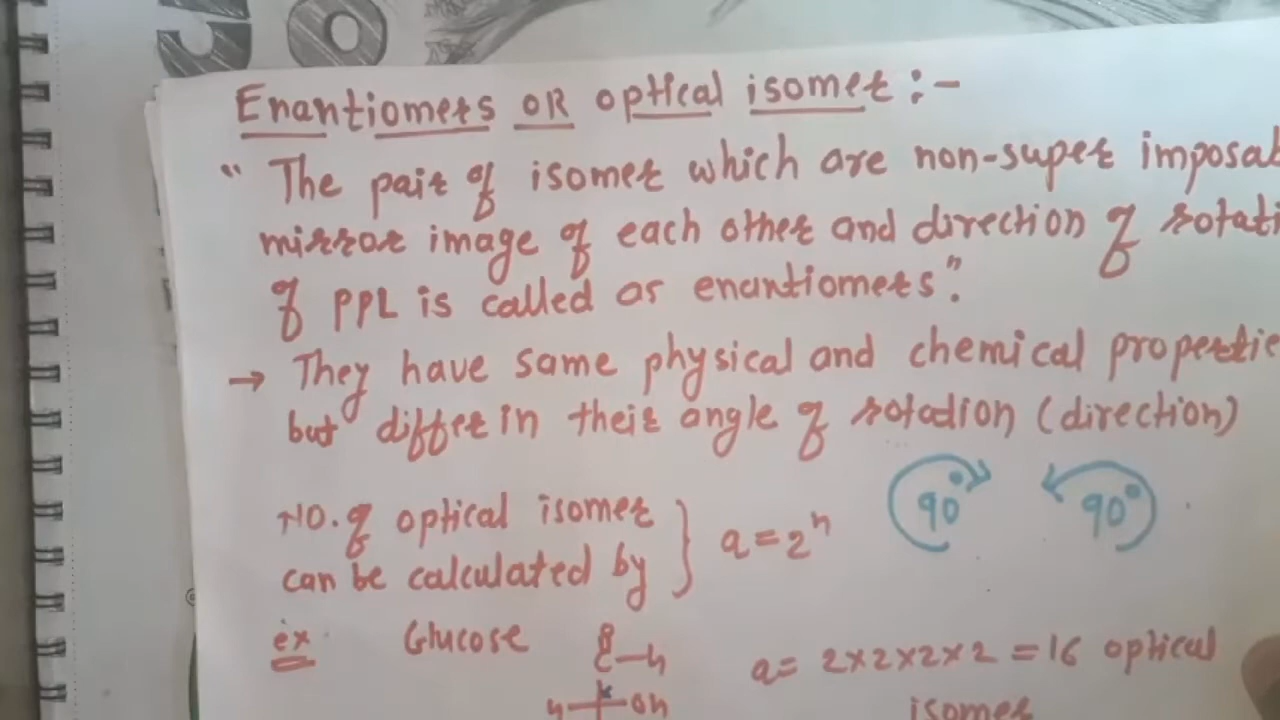 Enantiomers OR optical isomer :-
" The pair of isomer which are non-super imposab
mirror image of each other and direction of rotati
of PPL is called as enantiomers".
→ They have same physical and chemical propertie
but differ in their angle of rotation (direction)
90° 90°
NO. of optical isomer
can be calculated by } a = 2ⁿ
ex Glucose
a = 2×2×2×2 = 16 optical
isomer
H OH